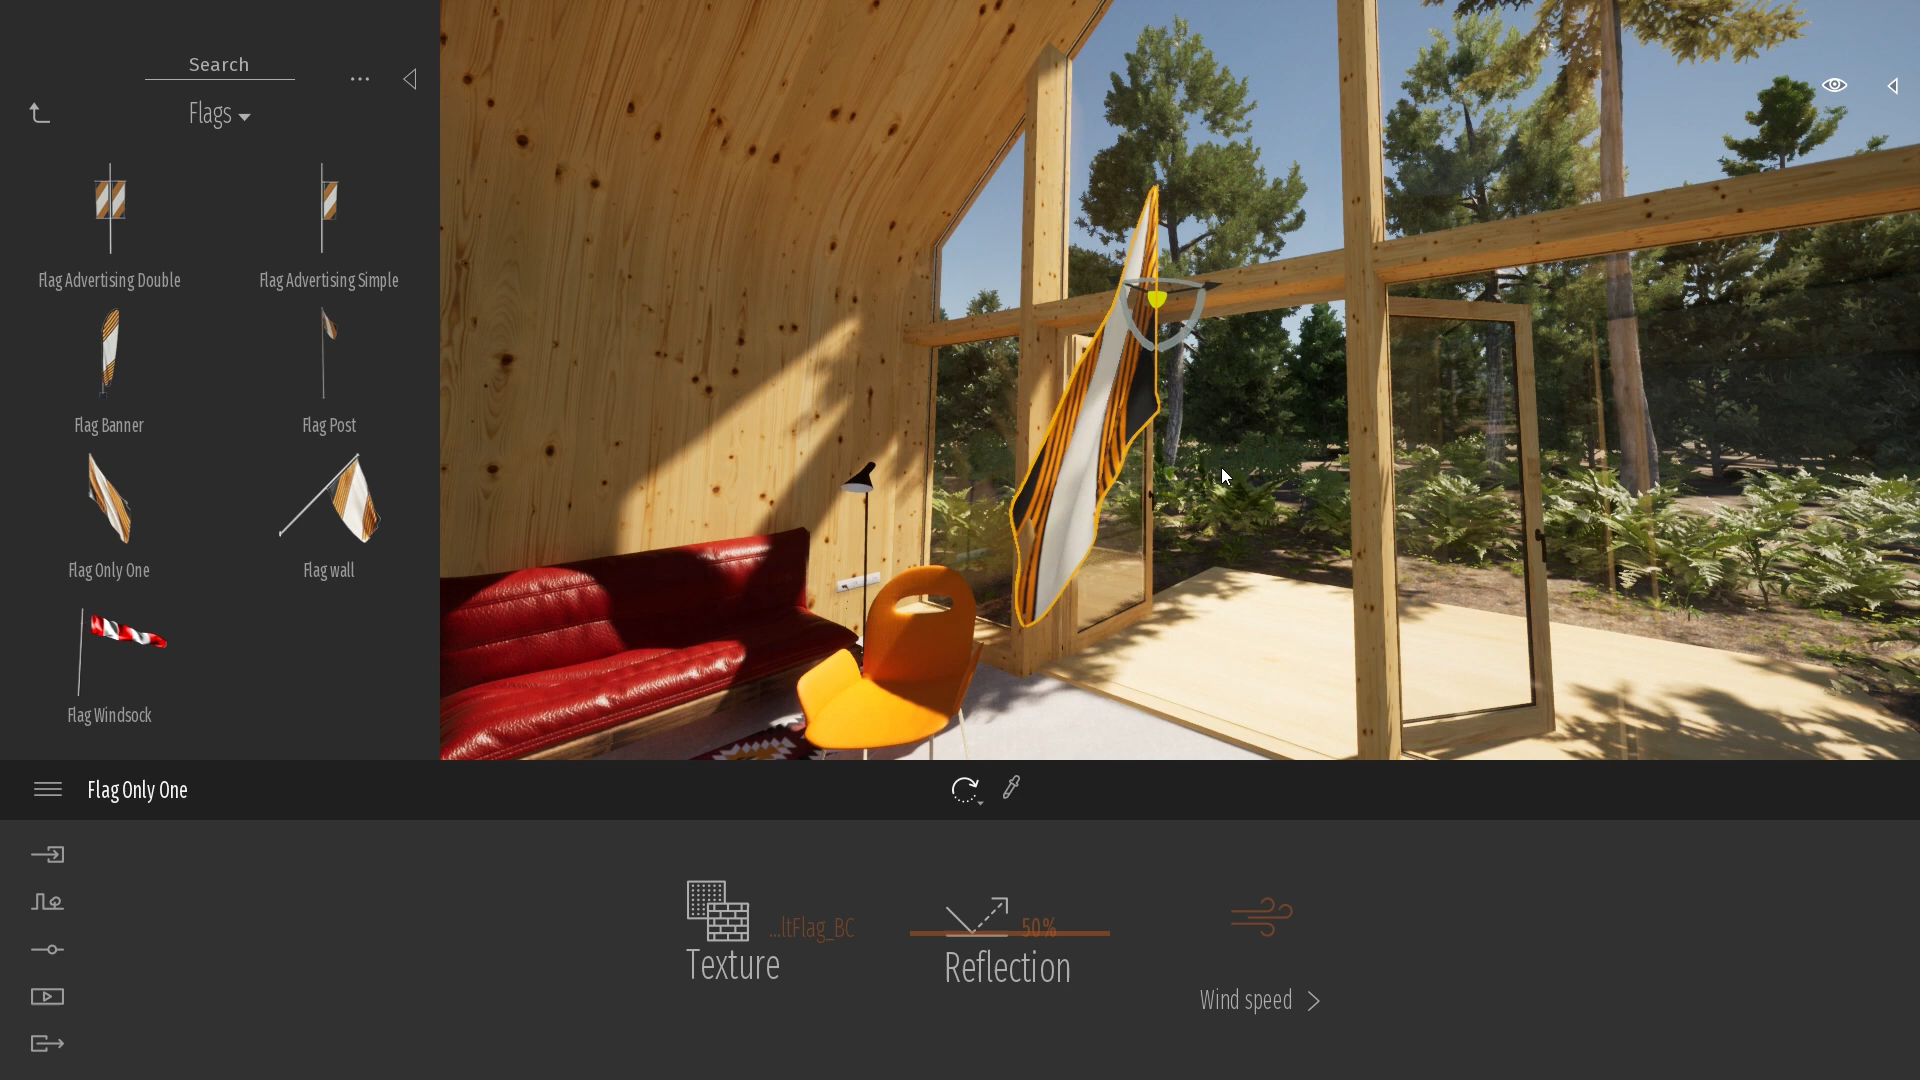 Search
Flags
Flag Advertising Double
Flag Advertising Simple
Flag Banner
Flag Post
Flag Only One
Flag wall
Flag Windsock
Flag Only One
...ltFlag_BC
Texture
50%
Reflection
Wind speed